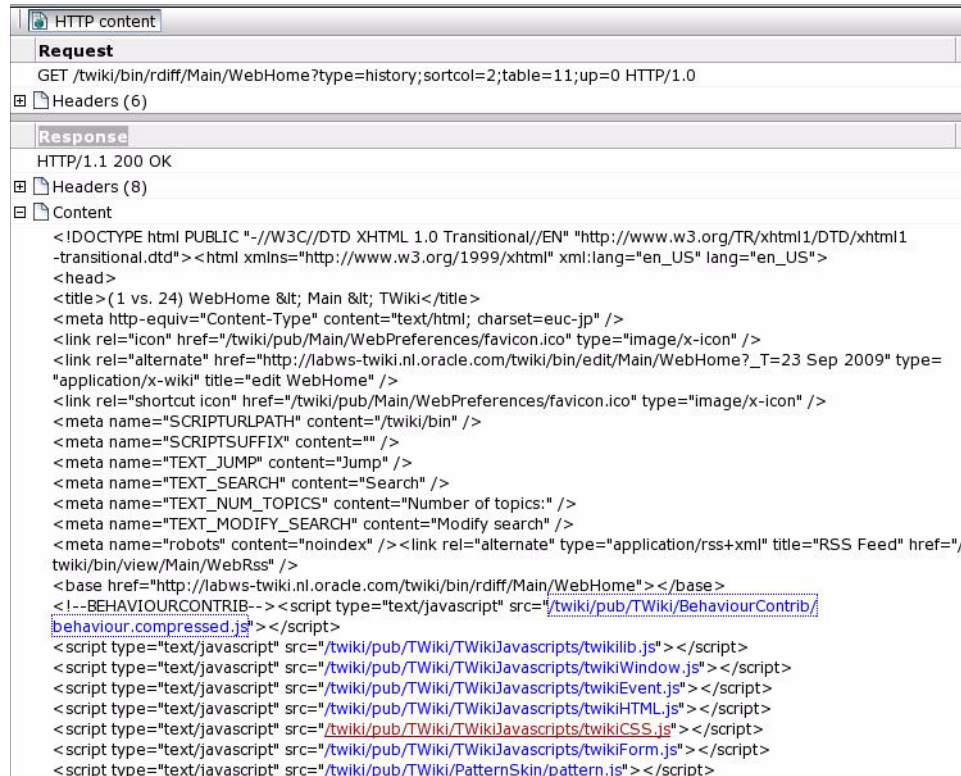 HTTP content
Request
GET /twiki/bin/rdiff/Main/WebHome?type=history;sortcol=2;table=11;up=0 HTTP/1.0
Headers (6)
Response
HTTP/1.1 200 OK
Headers (8)
Content
<!DOCTYPE html PUBLIC "-//W3C//DTD XHTML 1.0 Transitional//EN" "http://www.w3.org/TR/xhtml1/DTD/xhtml1
-transitional.dtd"><html xmlns="http://www.w3.org/1999/xhtml" xml:lang="en_US" lang="en_US">
<head>
<title>(1 vs. 24) WebHome &lt; Main &lt; TWiki</title>
<meta http-equiv="Content-Type" content="text/html; charset=euc-jp" />
<link rel="icon" href="/twiki/pub/Main/WebPreferences/favicon.ico" type="image/x-icon" />
<link rel="alternate" href="http://labws-twiki.nl.oracle.com/twiki/bin/edit/Main/WebHome?_T=23 Sep 2009" type=
"application/x-wiki" title="edit WebHome" />
<link rel="shortcut icon" href="/twiki/pub/Main/WebPreferences/favicon.ico" type="image/x-icon" />
<meta name="SCRIPTURLPATH" content="/twiki/bin" />
<meta name="SCRIPTSUFFIX" content="" />
<meta name="TEXT_JUMP" content="Jump" />
<meta name="TEXT_SEARCH" content="Search" />
<meta name="TEXT_NUM_TOPICS" content="Number of topics:" />
<meta name="TEXT_MODIFY_SEARCH" content="Modify search" />
<meta name="robots" content="noindex" /><link rel="alternate" type="application/rss+xml" title="RSS Feed" href="/
twiki/bin/view/Main/WebRss" />
<base href="http://labws-twiki.nl.oracle.com/twiki/bin/rdiff/Main/WebHome"></base>
<!--BEHAVIOURCONTRIB--><script type="text/javascript" src="/twiki/pub/TWiki/BehaviourContrib/
behaviour.compressed.js"></script>
<script type="text/javascript" src="/twiki/pub/TWiki/TWikiJavascripts/twikilib.js"></script>
<script type="text/javascript" src="/twiki/pub/TWiki/TWikiJavascripts/twikiWindow.js"></script>
<script type="text/javascript" src="/twiki/pub/TWiki/TWikiJavascripts/twikiEvent.js"></script>
<script type="text/javascript" src="/twiki/pub/TWiki/TWikiJavascripts/twikiHTML.js"></script>
<script type="text/javascript" src="/twiki/pub/TWiki/TWikiJavascripts/twikiCSS.js"></script>
<script type="text/javascript" src="/twiki/pub/TWiki/TWikiJavascripts/twikiForm.js"></script>
<script type="text/javascript" src="/twiki/pub/TWiki/PatternSkin/pattern.js"></script>